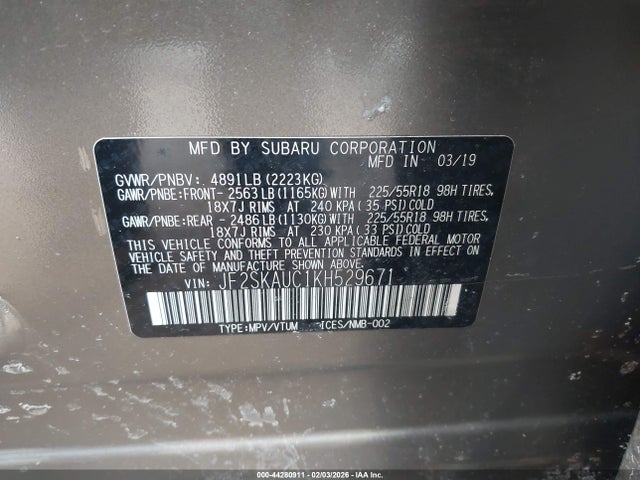 MFD BY SUBARU CORPORATION
MFD IN 03/19
GVWR/PNBV: 4891LB(2223KG)
GAWR/PNBE:FRONT-2563LB(1165KG)WITH 225/55R18 98H TIRES,
18X7J RIMS AT 240 KPA(35 PSI)COLD
GAWR/PNBE:REAR -2486LB(1130KG)WITH 225/55R18 98H TIRES,
18X7J RIMS AT 230 KPA(33 PSI)COLD
THIS VEHICLE CONFORMS TO ALL APPLICABLE FEDERAL MOTOR
VEHICLE SAFETY AND THEFT PREVENTION STANDARDS IN EFFECT ON
THE DATE OF MANUFACTURE SHOWN ABOVE.
VIN: JF2SKAUC1KH529671
TYPE:MPV/VTUM ICES/NMB-002
000-44280911 - 02/03/2026 - IAA Inc.